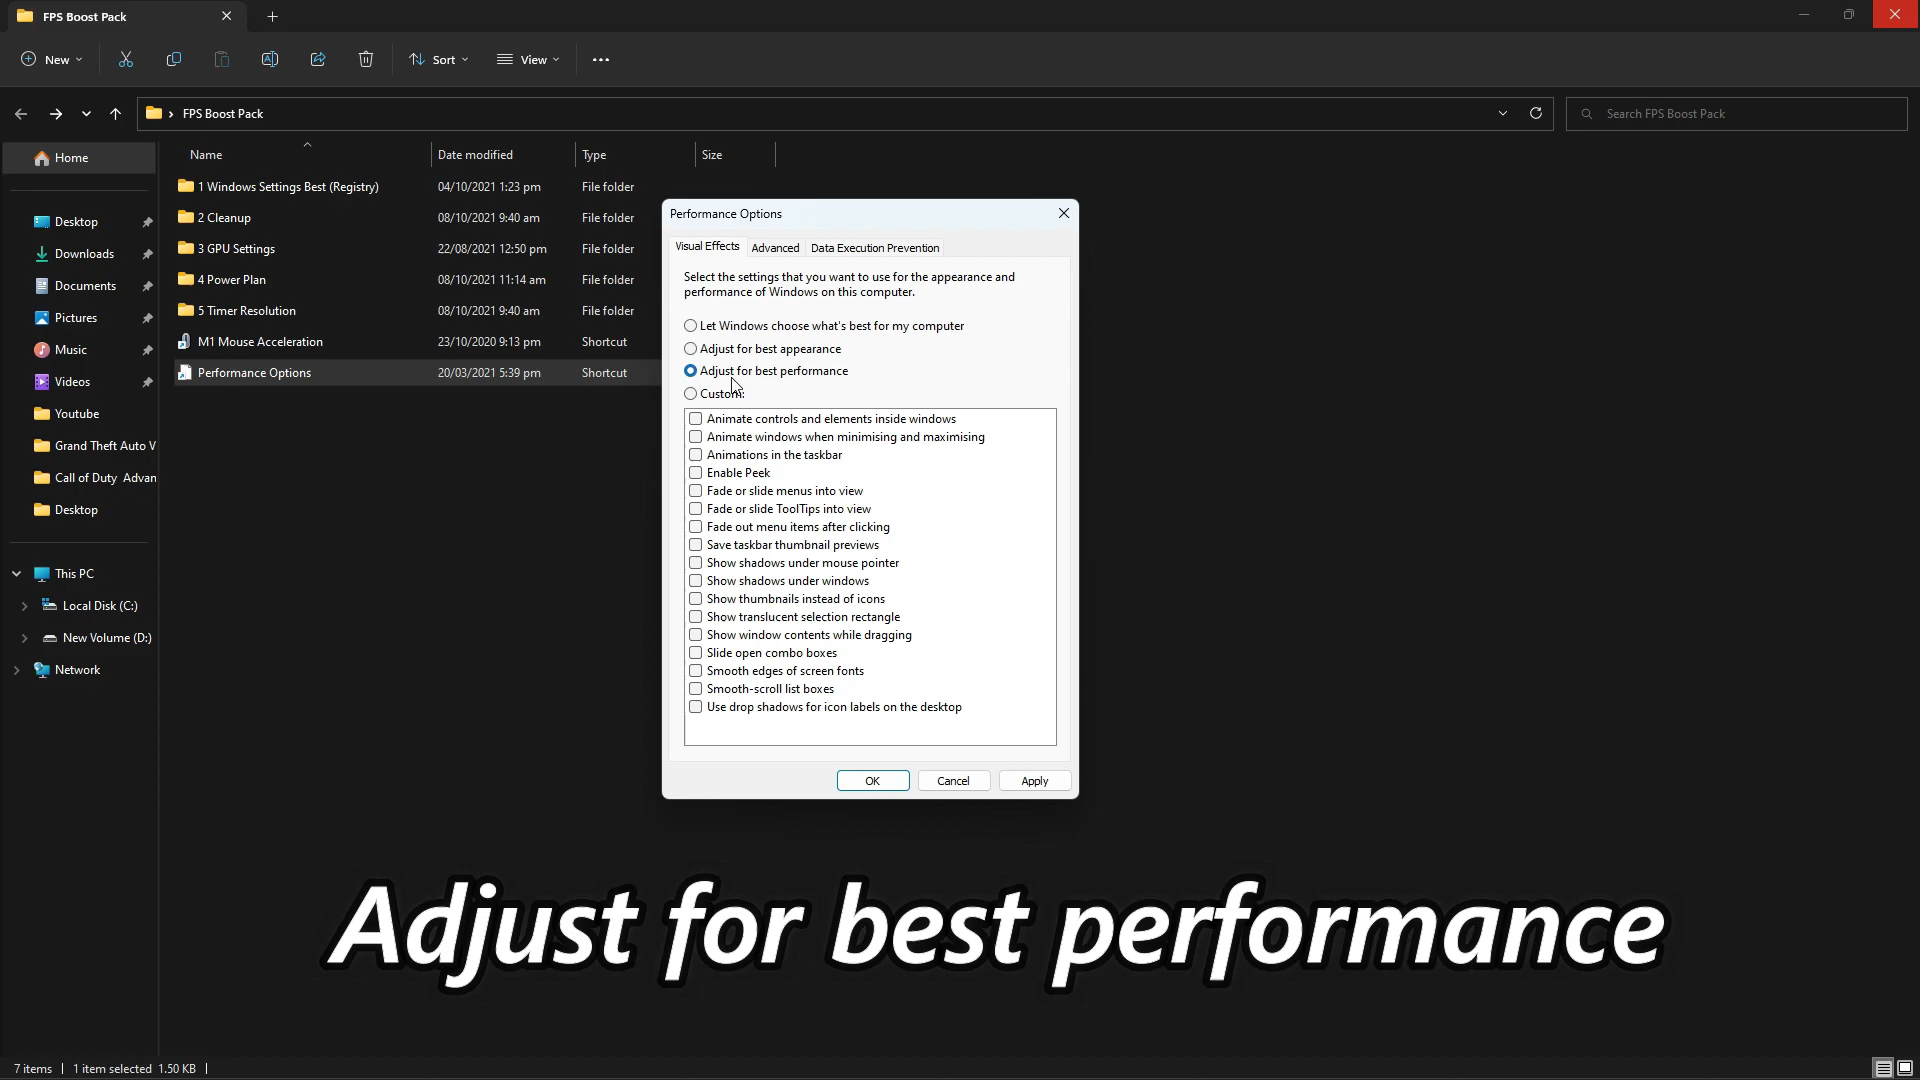 FPS Boost Pack
New
Sort
View
FPS Boost Pack
Search FPS Boost Pack
Home
Desktop
Downloads
Documents
Pictures
Music
Videos
Youtube
Grand Theft Auto V
Call of Duty Advan
Desktop
This PC
Local Disk (C:)
New Volume (D:)
Network
Name Date modified Type Size
1 Windows Settings Best (Registry) 04/10/2021 1:23 pm File folder
2 Cleanup 08/10/2021 9:40 am File folder
3 GPU Settings 22/08/2021 12:50 pm File folder
4 Power Plan 08/10/2021 11:14 am File folder
5 Timer Resolution 08/10/2021 9:40 am File folder
M1 Mouse Acceleration 23/10/2020 9:13 pm Shortcut
Performance Options 20/03/2021 5:39 pm Shortcut
Performance Options
Visual Effects Advanced Data Execution Prevention
Select the settings that you want to use for the appearance and
performance of Windows on this computer.
Let Windows choose what's best for my computer
Adjust for best appearance
Adjust for best performance
Custom:
Animate controls and elements inside windows
Animate windows when minimising and maximising
Animations in the taskbar
Enable Peek
Fade or slide menus into view
Fade or slide ToolTips into view
Fade out menu items after clicking
Save taskbar thumbnail previews
Show shadows under mouse pointer
Show shadows under windows
Show thumbnails instead of icons
Show translucent selection rectangle
Show window contents while dragging
Slide open combo boxes
Smooth edges of screen fonts
Smooth-scroll list boxes
Use drop shadows for icon labels on the desktop
OK Cancel Apply
Adjust for best performance
7 items 1 item selected 1.50 KB